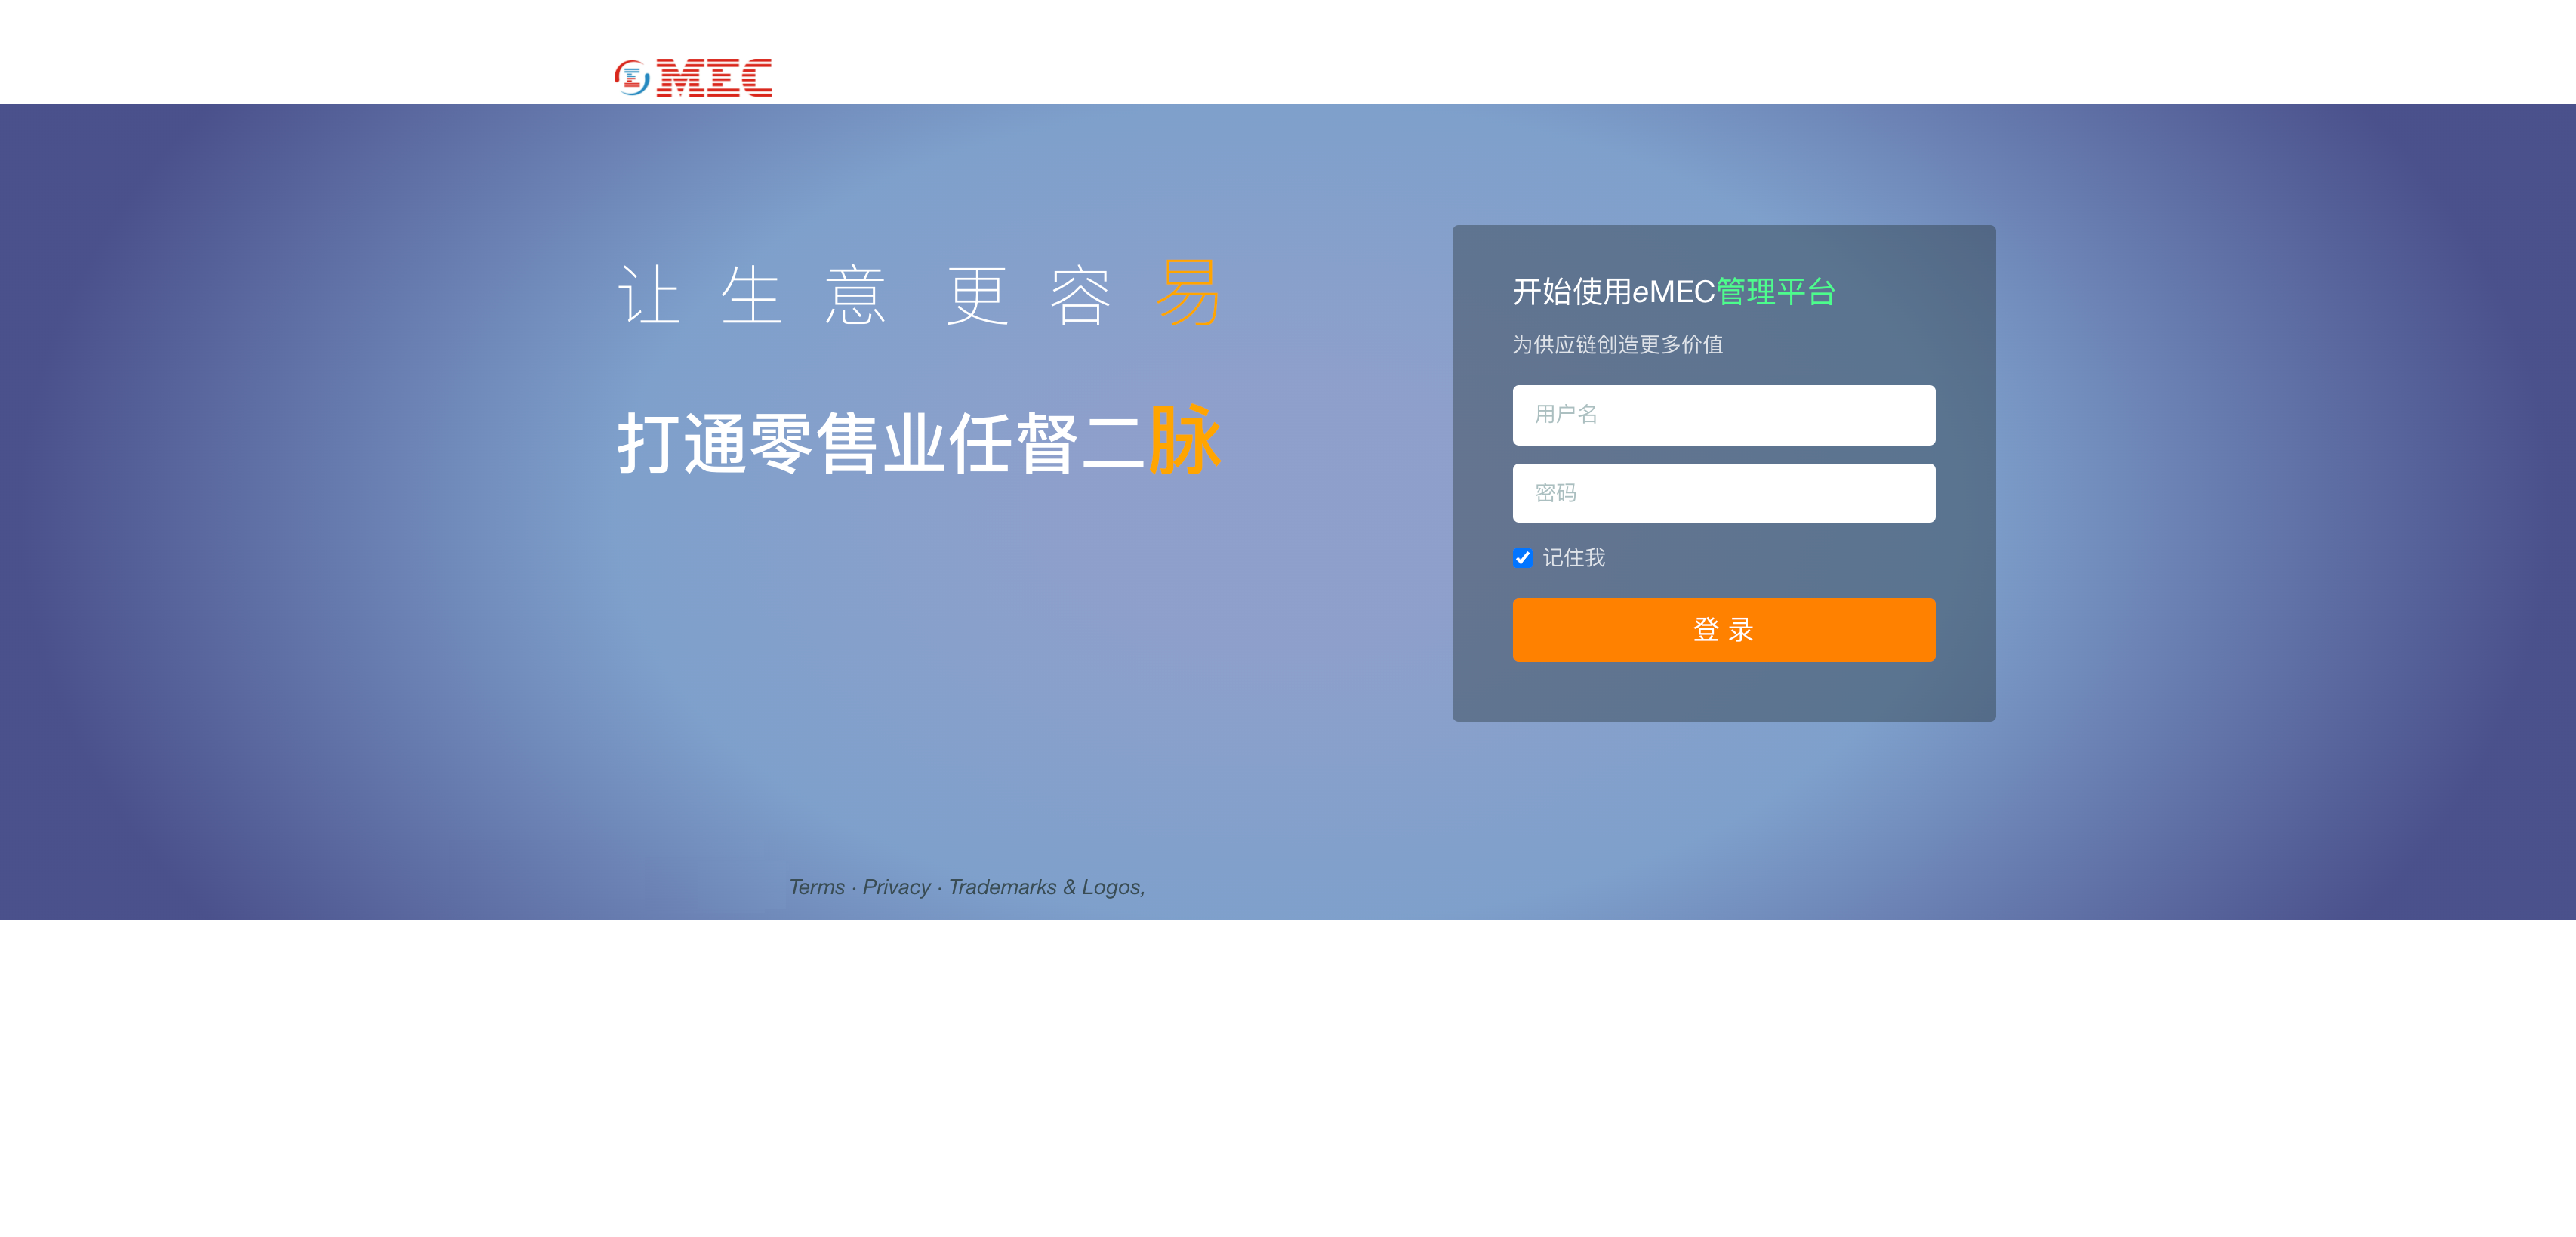 eMEC
让 生 意 更 容 易
打通零售业任督二脉
开始使用eMEC管理平台
为供应链创造更多价值
用户名
密码
记住我
登 录
Terms · Privacy · Trademarks & Logos,